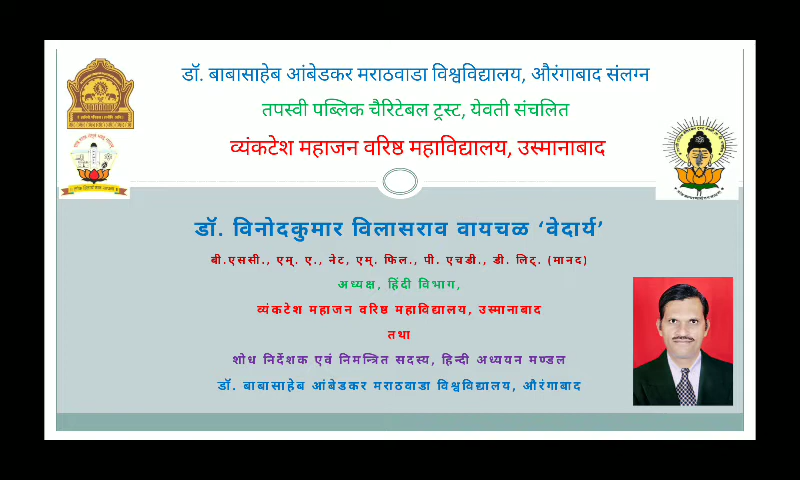 डॉ. बाबासाहेब आंबेडकर मराठवाडा विश्वविद्यालय, औरंगाबाद संलग्न
तपस्वी पब्लिक चैरिटेबल ट्रस्ट, येवती संचलित
व्यंकटेश महाजन वरिष्ठ महाविद्यालय, उस्मानाबाद
डॉ. विनोदकुमार विलासराव वायचळ ‘वेदार्य’
बी.एससी., एम्. ए., नेट, एम्. फिल., पी. एचडी., डी. लिट्. (मानद)
अध्यक्ष, हिंदी विभाग,
व्यंकटेश महाजन वरिष्ठ महाविद्यालय, उस्मानाबाद
तथा
शोध निर्देशक एवं निमन्त्रित सदस्य, हिन्दी अध्ययन मण्डल
डॉ. बाबासाहेब आंबेडकर मराठवाडा विश्वविद्यालय, औरंगाबाद